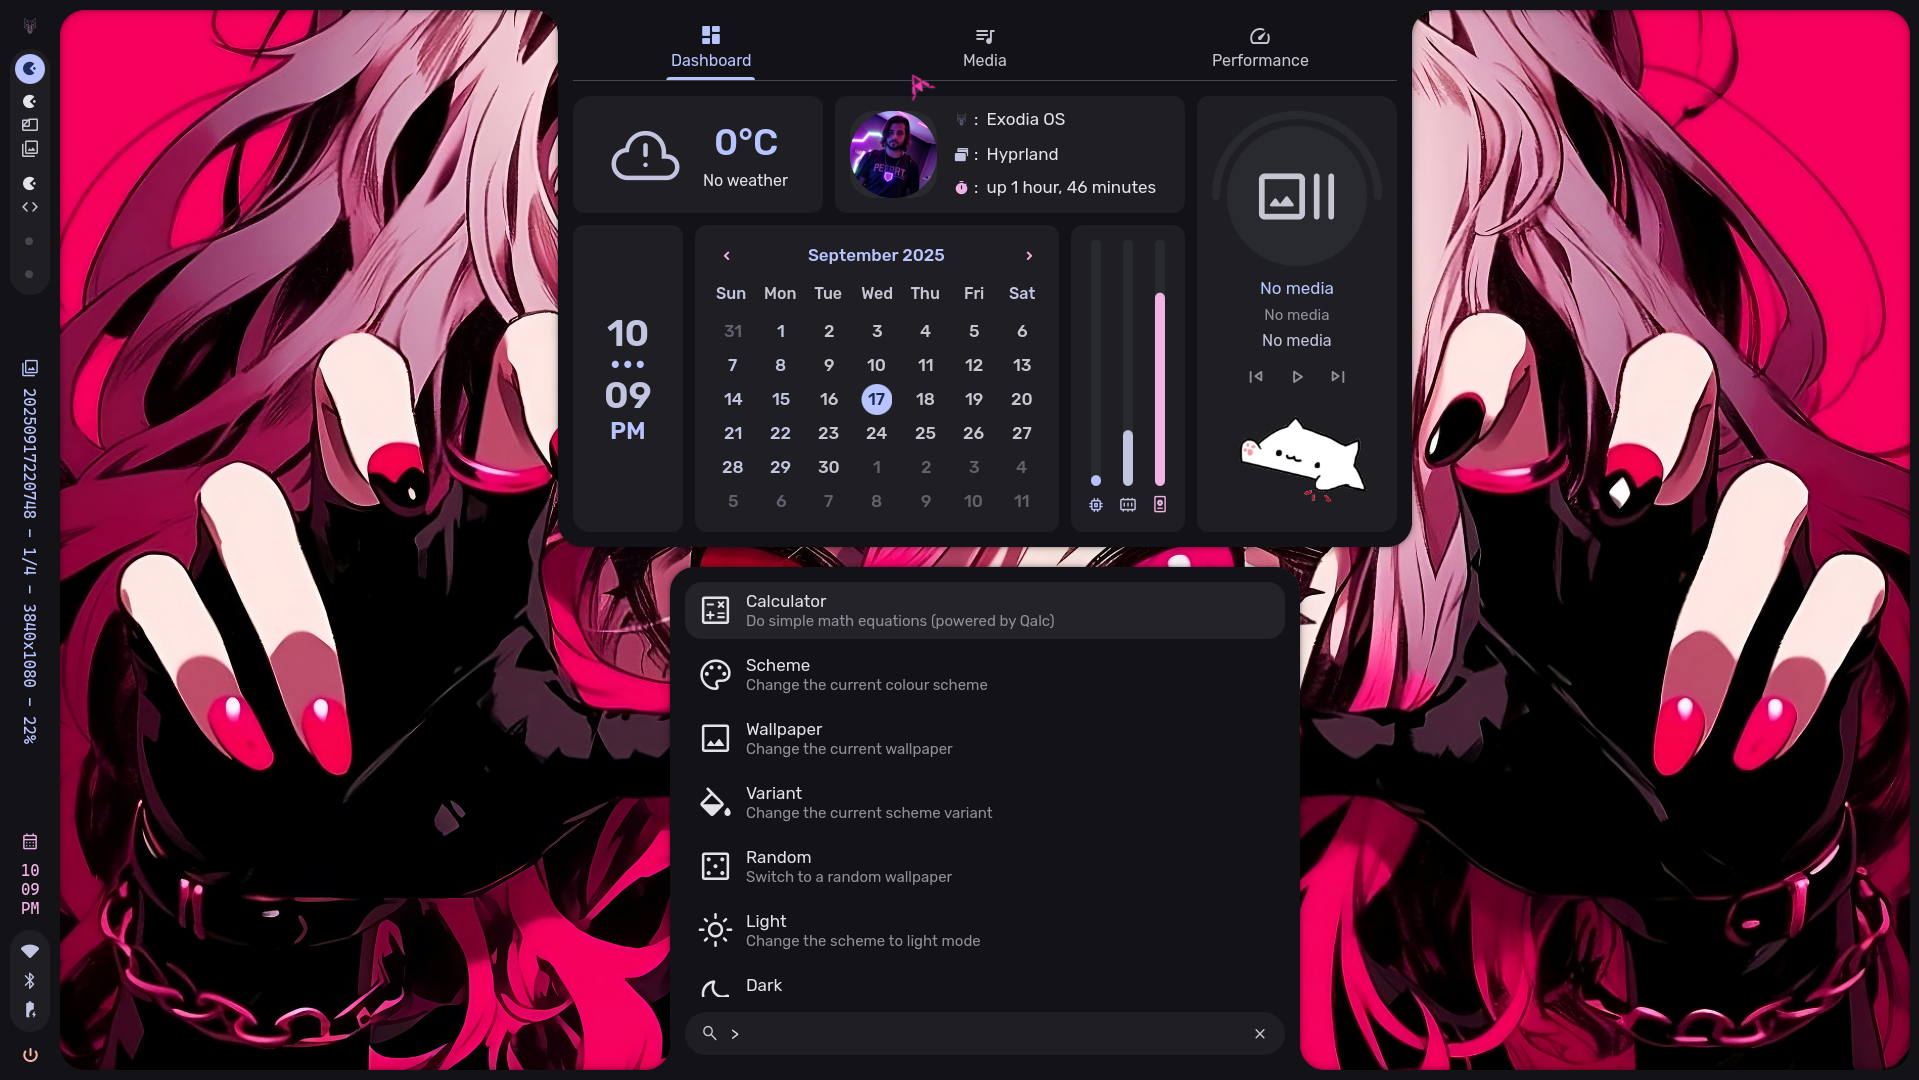 Dashboard
Media
Performance
0°C
No weather
: Exodia OS
: Hyprland
: up 1 hour, 46 minutes
10
09
PM
September 2025
Sun Mon Tue Wed Thu Fri Sat
31 1 2 3 4 5 6
7 8 9 10 11 12 13
14 15 16 17 18 19 20
21 22 23 24 25 26 27
28 29 30 1 2 3 4
5 6 7 8 9 10 11
No media
No media
No media
20250917220748 - 1/4 - 3840x1080 - 22%
10
09
PM
Calculator
Do simple math equations (powered by Qalc)
Scheme
Change the current colour scheme
Wallpaper
Change the current wallpaper
Variant
Change the current scheme variant
Random
Switch to a random wallpaper
Light
Change the scheme to light mode
Dark
>